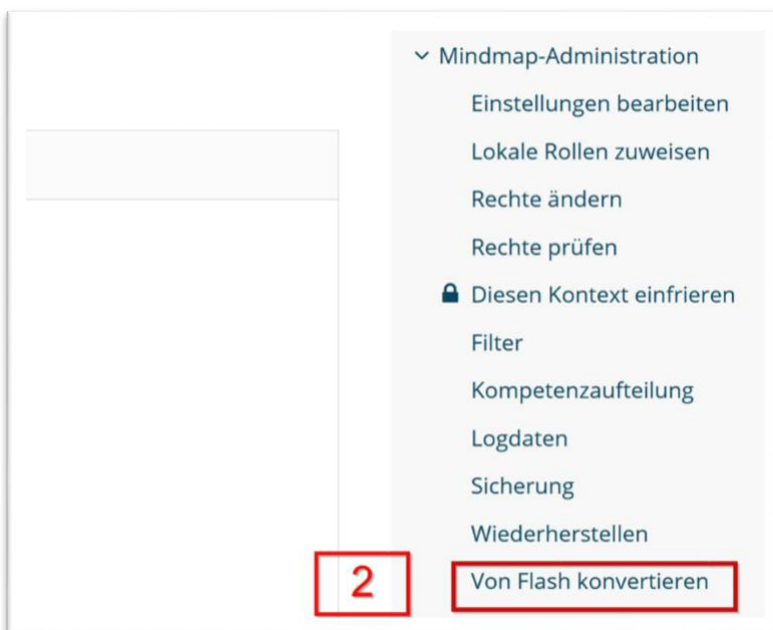 Mindmap-Administration
Einstellungen bearbeiten
Lokale Rollen zuweisen
Rechte ändern
Rechte prüfen
Diesen Kontext einfrieren
Filter
Kompetenzaufteilung
Logdaten
Sicherung
Wiederherstellen
2 Von Flash konvertieren